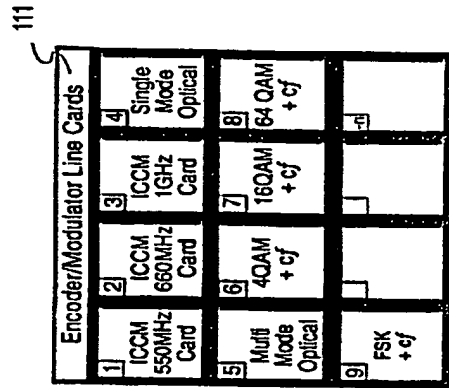 111
Encoder/Modulator Line Cards
1
ICCM
550MHz
Card
2
ICCM
660MHz
Card
3
ICCM
1GHz
Card
4
Single
Mode
Optical
5
Multi
Mode
Optical
6
4QAM
+ cf
7
16QAM
+ cf
8
64 QAM
+ cf
9
FSK
+ cf